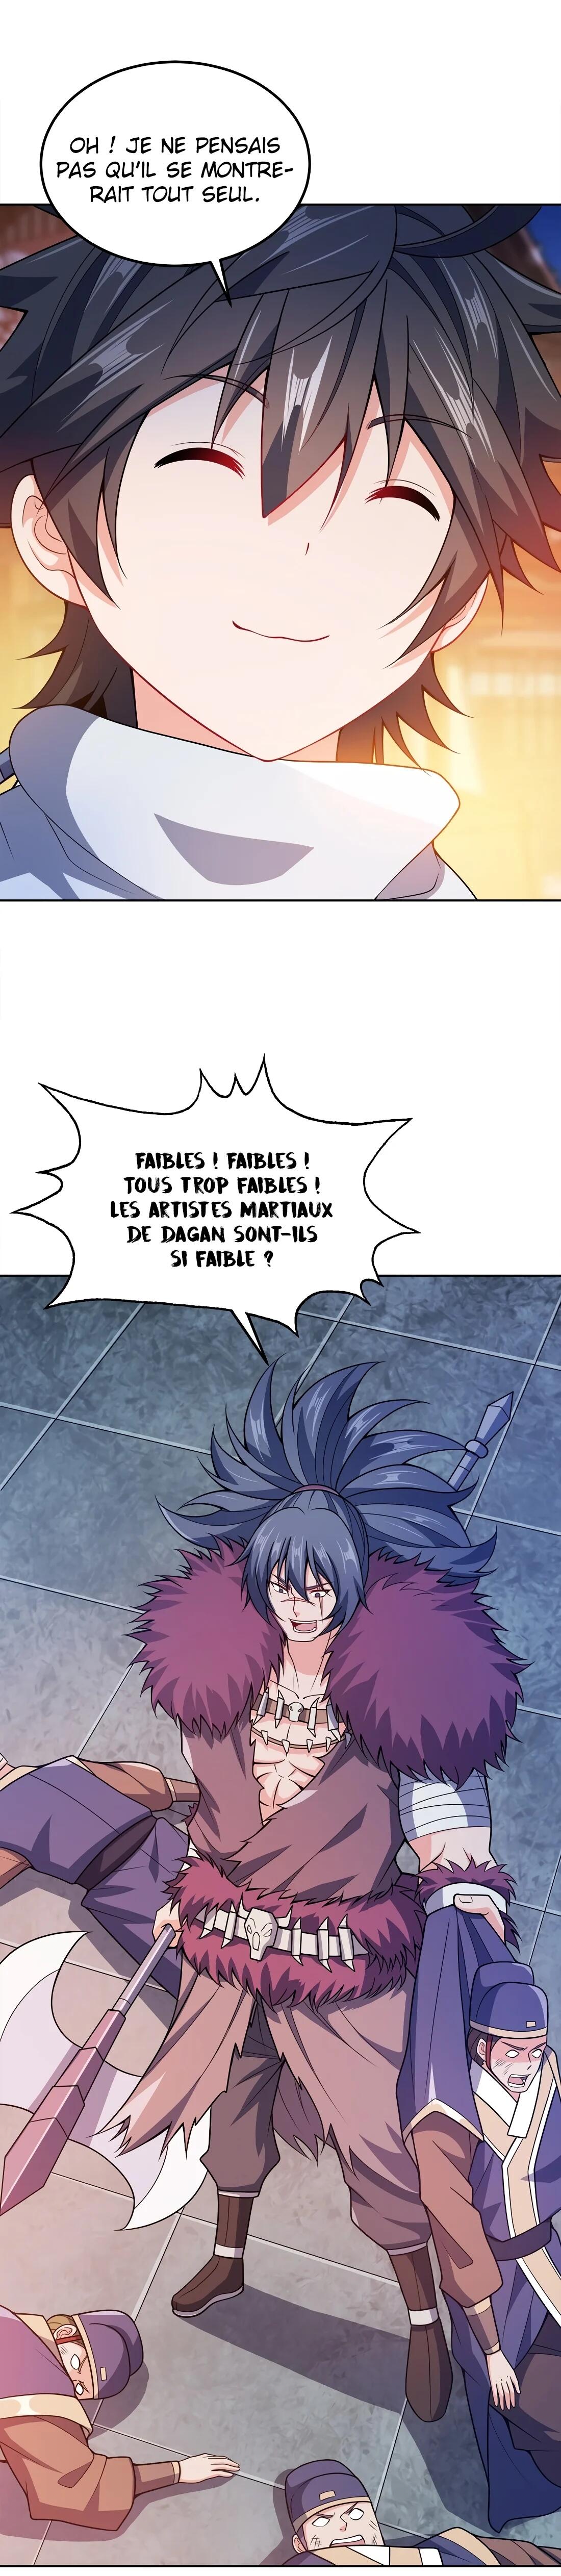 OH ! JE NE PENSAIS
PAS QU'IL SE MONTRE-
RAIT TOUT SEUL.
FAIBLES ! FAIBLES !
TOUS TROP FAIBLES !
LES ARTISTES MARTIAUX
DE DAGAN SONT-ILS
SI FAIBLE ?